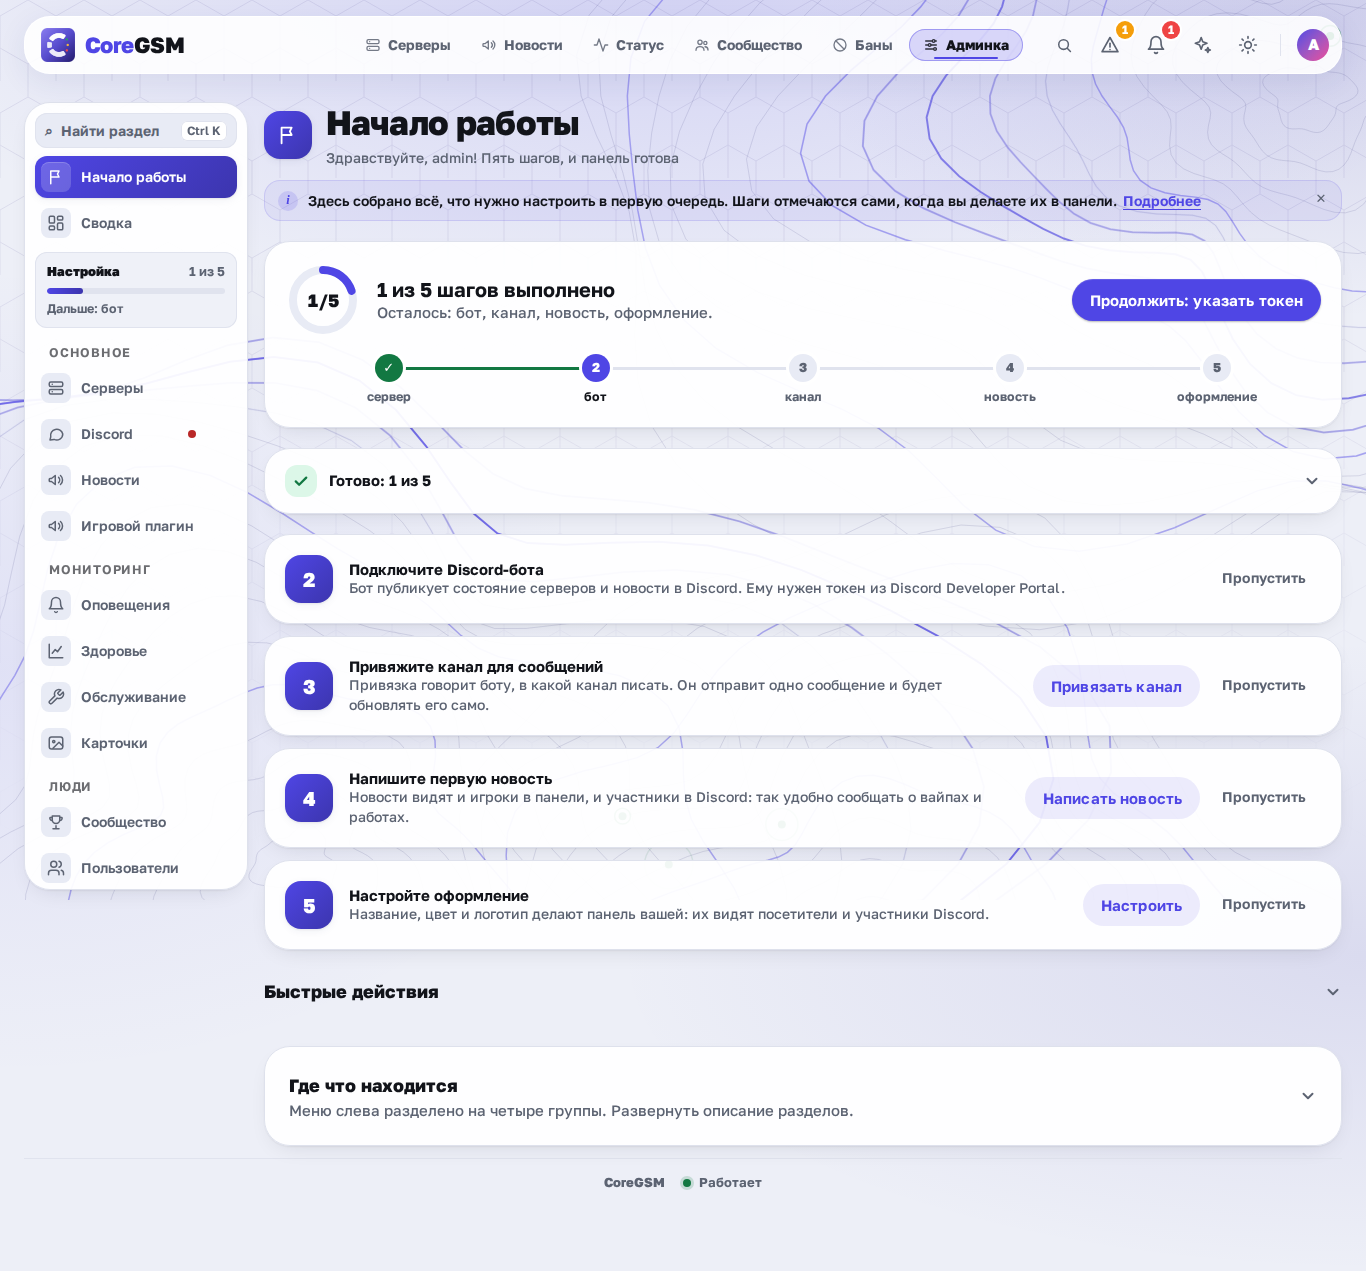 CoreGSM
Серверы
Новости
Статус
Сообщество
Баны
Админка
1
1
A
Найти раздел
Ctrl K
Начало работы
Сводка
Настройка
1 из 5
Дальше: бот
ОСНОВНОЕ
Серверы
Discord
Новости
Игровой плагин
МОНИТОРИНГ
Оповещения
Здоровье
Обслуживание
Карточки
ЛЮДИ
Сообщество
Пользователи
Начало работы
Здравствуйте, admin! Пять шагов, и панель готова
i
Здесь собрано всё, что нужно настроить в первую очередь. Шаги отмечаются сами, когда вы делаете их в панели. Подробнее
×
1/5
1 из 5 шагов выполнено
Осталось: бот, канал, новость, оформление.
Продолжить: указать токен
✓
2
3
4
5
сервер
бот
канал
новость
оформление
Готово: 1 из 5
2
Подключите Discord-бота
Бот публикует состояние серверов и новости в Discord. Ему нужен токен из Discord Developer Portal.
Пропустить
3
Привяжите канал для сообщений
Привязка говорит боту, в какой канал писать. Он отправит одно сообщение и будет
обновлять его само.
Привязать канал
Пропустить
4
Напишите первую новость
Новости видят и игроки в панели, и участники в Discord: так удобно сообщать о вайпах и
работах.
Написать новость
Пропустить
5
Настройте оформление
Название, цвет и логотип делают панель вашей: их видят посетители и участники Discord.
Настроить
Пропустить
Быстрые действия
Где что находится
Меню слева разделено на четыре группы. Развернуть описание разделов.
CoreGSM
Работает